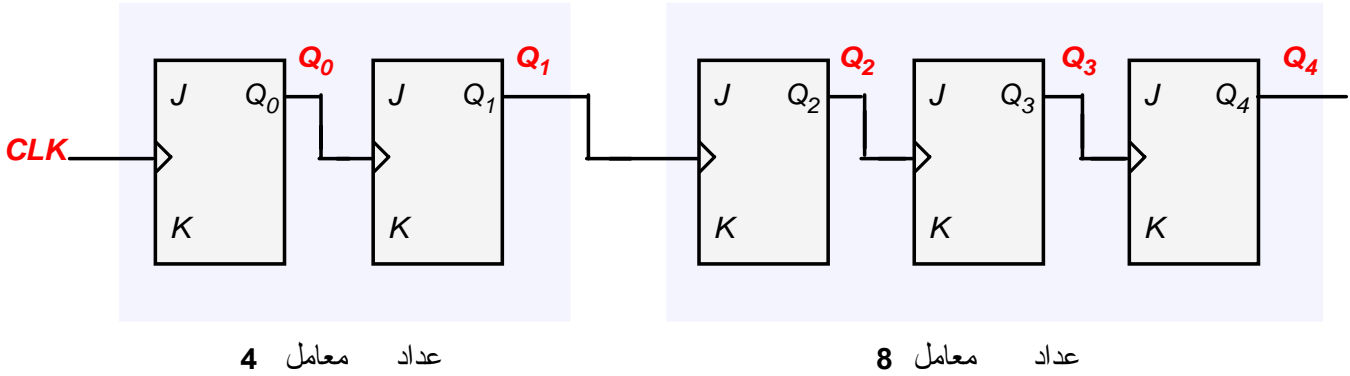 Q0 Q1 Q2 Q3 Q4
J Q0 J Q1 J Q2 J Q3 J Q4
CLK
K K K K K
عداد معامل 4 عداد معامل 8